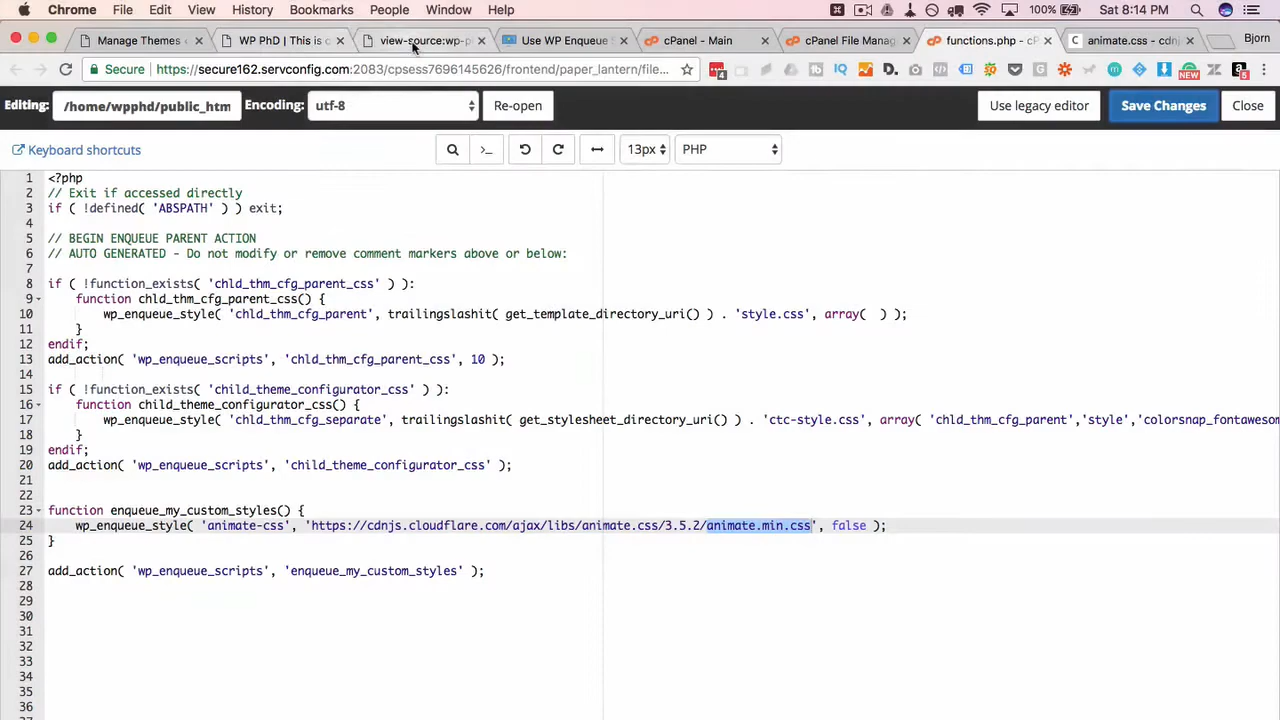 Chrome File Edit View History Bookmarks People Window Help 100% Sat 8:14 PM
Manage Themes WP PhD | This is view-source:wp-p Use WP Enqueue cPanel - Main cPanel File Manag functions.php - cP animate.css - cdnj Bjorn
Secure https://secure162.servconfig.com:2083/cpsess7696145626/frontend/paper_lantern/file...
Editing: /home/wpphd/public_htm Encoding: utf-8 Re-open Use legacy editor Save Changes Close
Keyboard shortcuts 13px PHP
1 <?php
2 // Exit if accessed directly
3 if ( !defined( 'ABSPATH' ) ) exit;
4
5 // BEGIN ENQUEUE PARENT ACTION
6 // AUTO GENERATED - Do not modify or remove comment markers above or below:
7
8 if ( !function_exists( 'chld_thm_cfg_parent_css' ) ):
9 function chld_thm_cfg_parent_css() {
10 wp_enqueue_style( 'chld_thm_cfg_parent', trailingslashit( get_template_directory_uri() ) . 'style.css', array( ) );
11 }
12 endif;
13 add_action( 'wp_enqueue_scripts', 'chld_thm_cfg_parent_css', 10 );
14
15 if ( !function_exists( 'child_theme_configurator_css' ) ):
16 function child_theme_configurator_css() {
17 wp_enqueue_style( 'chld_thm_cfg_separate', trailingslashit( get_stylesheet_directory_uri() ) . 'ctc-style.css', array( 'chld_thm_cfg_parent','style','colorsnap_fontawesom
18 }
19 endif;
20 add_action( 'wp_enqueue_scripts', 'child_theme_configurator_css' );
21
22
23 function enqueue_my_custom_styles() {
24 wp_enqueue_style( 'animate-css', 'https://cdnjs.cloudflare.com/ajax/libs/animate.css/3.5.2/animate.min.css', false );
25 }
26
27 add_action( 'wp_enqueue_scripts', 'enqueue_my_custom_styles' );
28
29
30
31
32
33
34
35
36
37